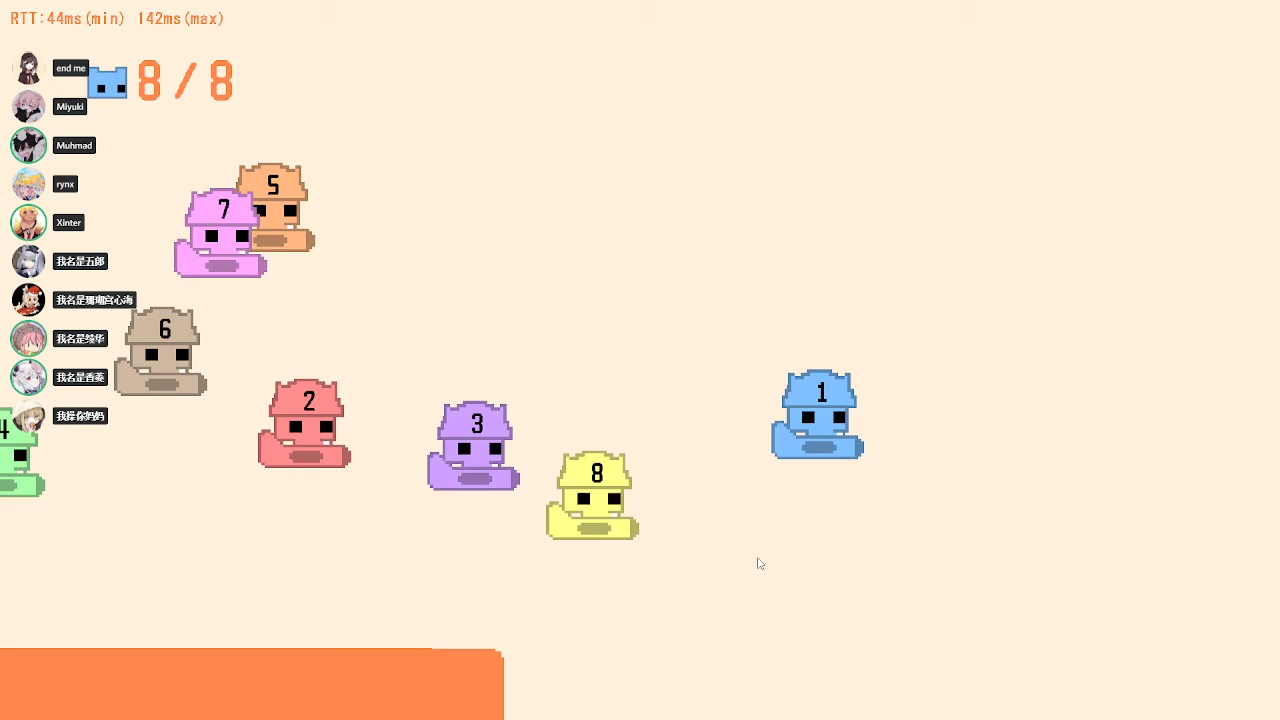 RTT:44ms(min) 142ms(max)
end me
8/8
Miyuki
Muhmad
rynx
Xinter
我名是五郎
我名是珊瑚宫心海
我名是绫华
我名是香菱
我操你妈妈
5
7
6
2
3
1
4
8